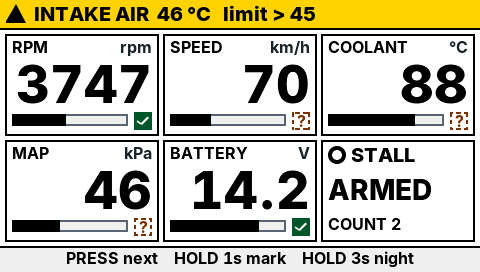 INTAKE AIR 46 °C limit > 45
RPM rpm
3747
SPEED km/h
70
?
COOLANT °C
88
?
MAP kPa
46
?
BATTERY V
14.2
STALL
ARMED
COUNT 2
PRESS next HOLD 1s mark HOLD 3s night